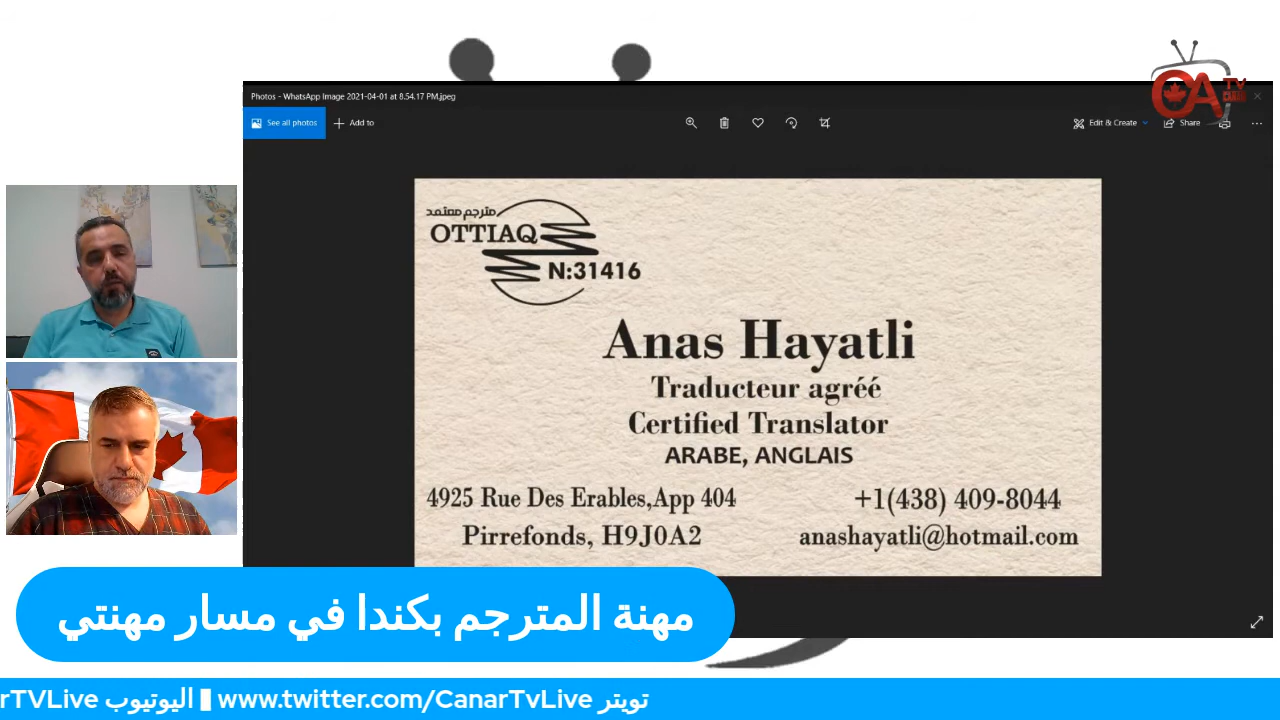 Photos - WhatsApp Image 2021-04-01 at 8.54.17 PM.jpeg
See all photos
Add to
Edit & Create
Share
CA TV
CANAR
مترجم معتمد
OTTIAQ
N:31416
Anas Hayatli
Traducteur agréé
Certified Translator
ARABE, ANGLAIS
4925 Rue Des Erables,App 404
+1(438) 409-8044
Pirrefonds, H9J0A2
anashayatli@hotmail.com
مهنة المترجم بكندا في مسار مهنتي
تويتر www.twitter.com/CanarTvLive ▮ اليوتيوب rTVLive